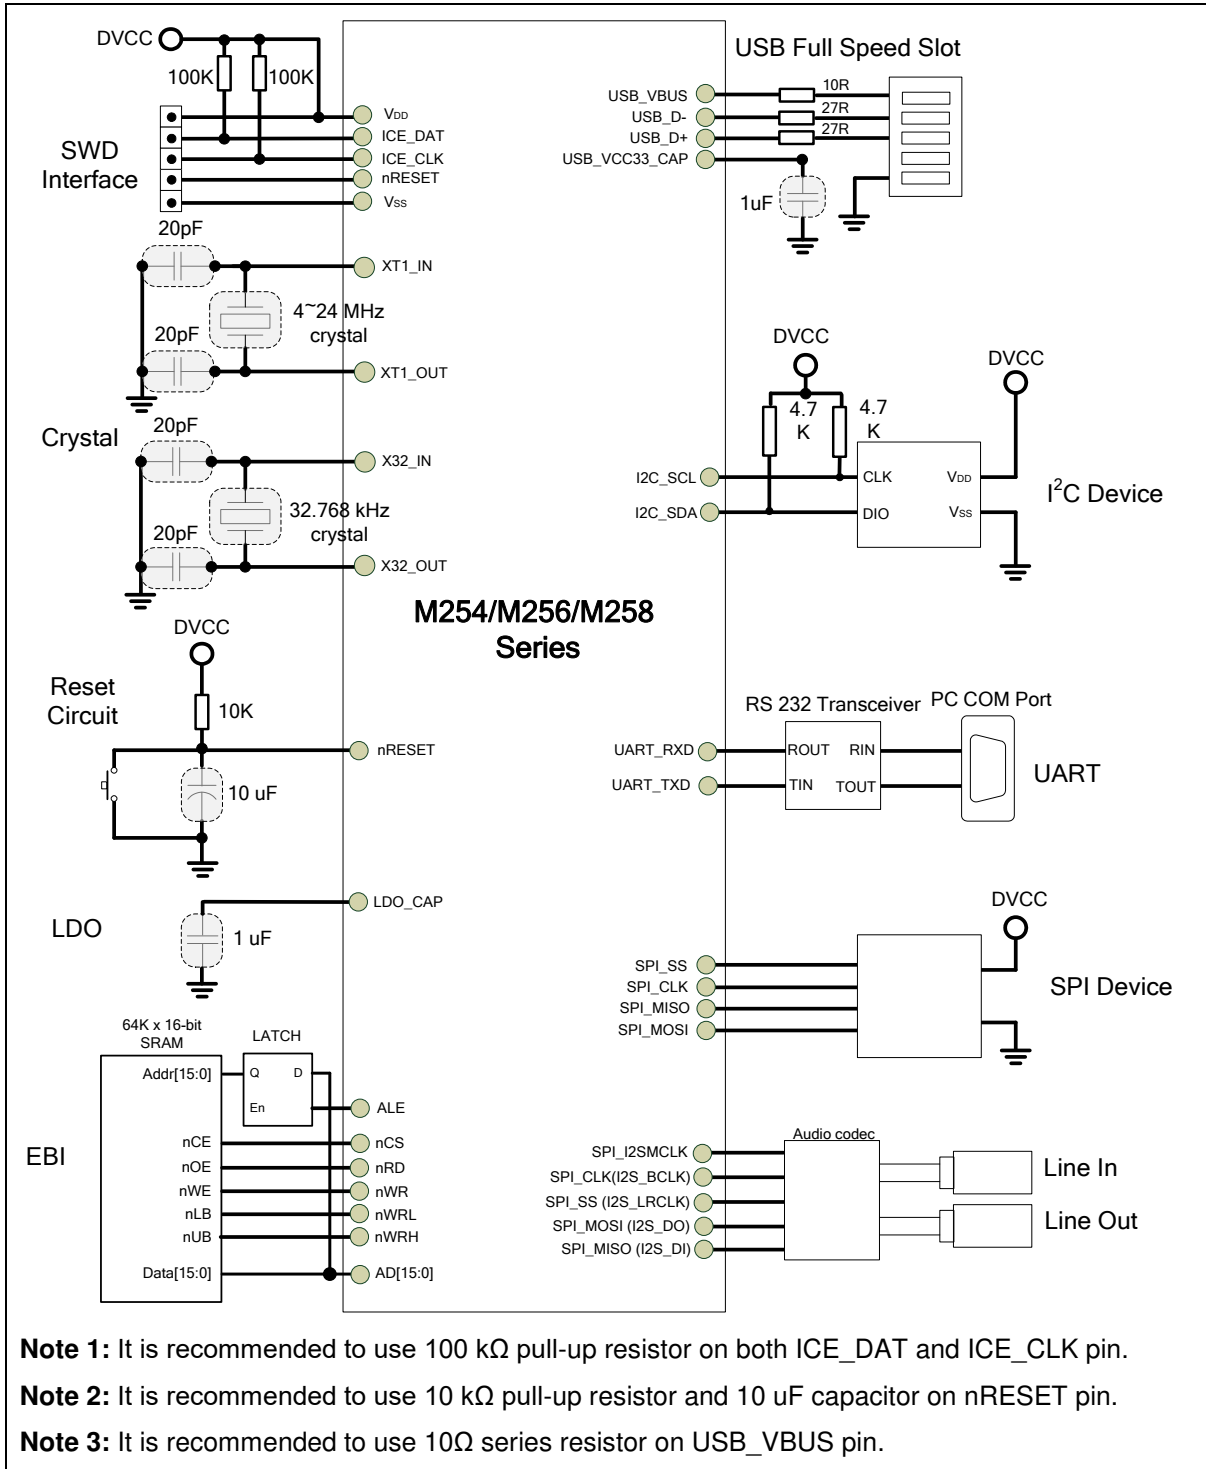 DVCC
100K
100K
SWD
Interface
VDD
ICE_DAT
ICE_CLK
nRESET
VSS
20pF
XT1_IN
4~24 MHz
crystal
20pF
XT1_OUT
Crystal
20pF
X32_IN
32.768 kHz
crystal
20pF
X32_OUT
DVCC
Reset
Circuit
10K
nRESET
10 uF
LDO
LDO_CAP
1 uF
64K x 16-bit
SRAM
LATCH
Addr[15:0]
Q
D
En
ALE
EBI
nCE
nOE
nWE
nLB
nUB
Data[15:0]
nCS
nRD
nWR
nWRL
nWRH
AD[15:0]
M254/M256/M258
Series
USB Full Speed Slot
USB_VBUS
10R
USB_D-
27R
USB_D+
27R
USB_VCC33_CAP
1uF
DVCC
DVCC
4.7
K
4.7
K
I2C_SCL
CLK
VDD
I2C_SDA
DIO
VSS
I2C Device
RS 232 Transceiver
PC COM Port
UART_RXD
ROUT
RIN
UART_TXD
TIN
TOUT
UART
DVCC
SPI_SS
SPI_CLK
SPI_MISO
SPI_MOSI
SPI Device
Audio codec
SPI_I2SMCLK
SPI_CLK(I2S_BCLK)
SPI_SS (I2S_LRCLK)
SPI_MOSI (I2S_DO)
SPI_MISO (I2S_DI)
Line In
Line Out
Note 1: It is recommended to use 100 kΩ pull-up resistor on both ICE_DAT and ICE_CLK pin.
Note 2: It is recommended to use 10 kΩ pull-up resistor and 10 uF capacitor on nRESET pin.
Note 3: It is recommended to use 10Ω series resistor on USB_VBUS pin.